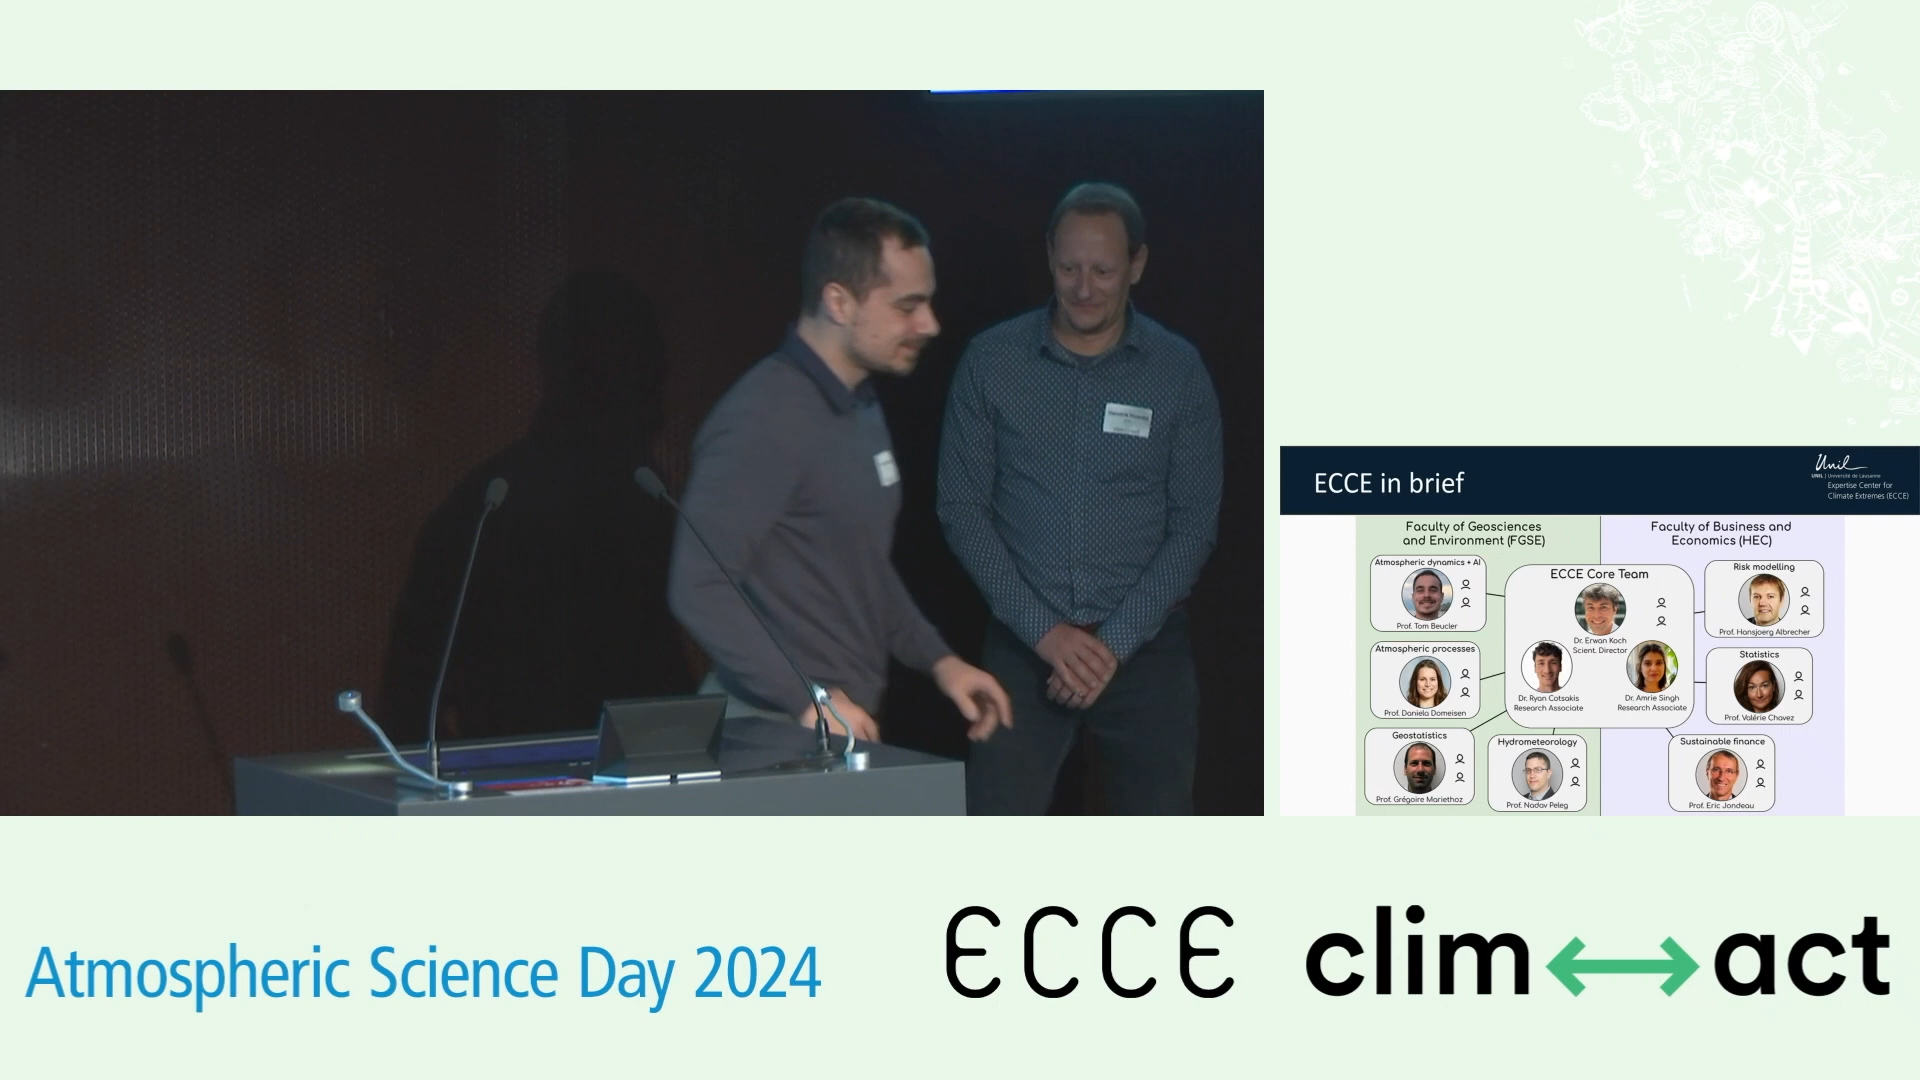 ECCE in brief
Unil
UNIL | Université de Lausanne
Expertise Center for
Climate Extremes (ECCE)
Faculty of Geosciences
and Environment (FGSE)
Faculty of Business and
Economics (HEC)
Atmospheric dynamics + AI
Prof. Tom Beucler
ECCE Core Team
Dr. Erwan Koch
Scient. Director
Dr. Ryan Cotsakis
Research Associate
Dr. Amrie Singh
Research Associate
Risk modelling
Prof. Hansjoerg Albrecher
Atmospheric processes
Prof. Daniela Domeisen
Statistics
Prof. Valérie Chavez
Geostatistics
Prof. Grégoire Mariethoz
Hydrometeorology
Prof. Nadav Peleg
Sustainable finance
Prof. Eric Jondeau
Atmospheric Science Day 2024
ECCE
clim act